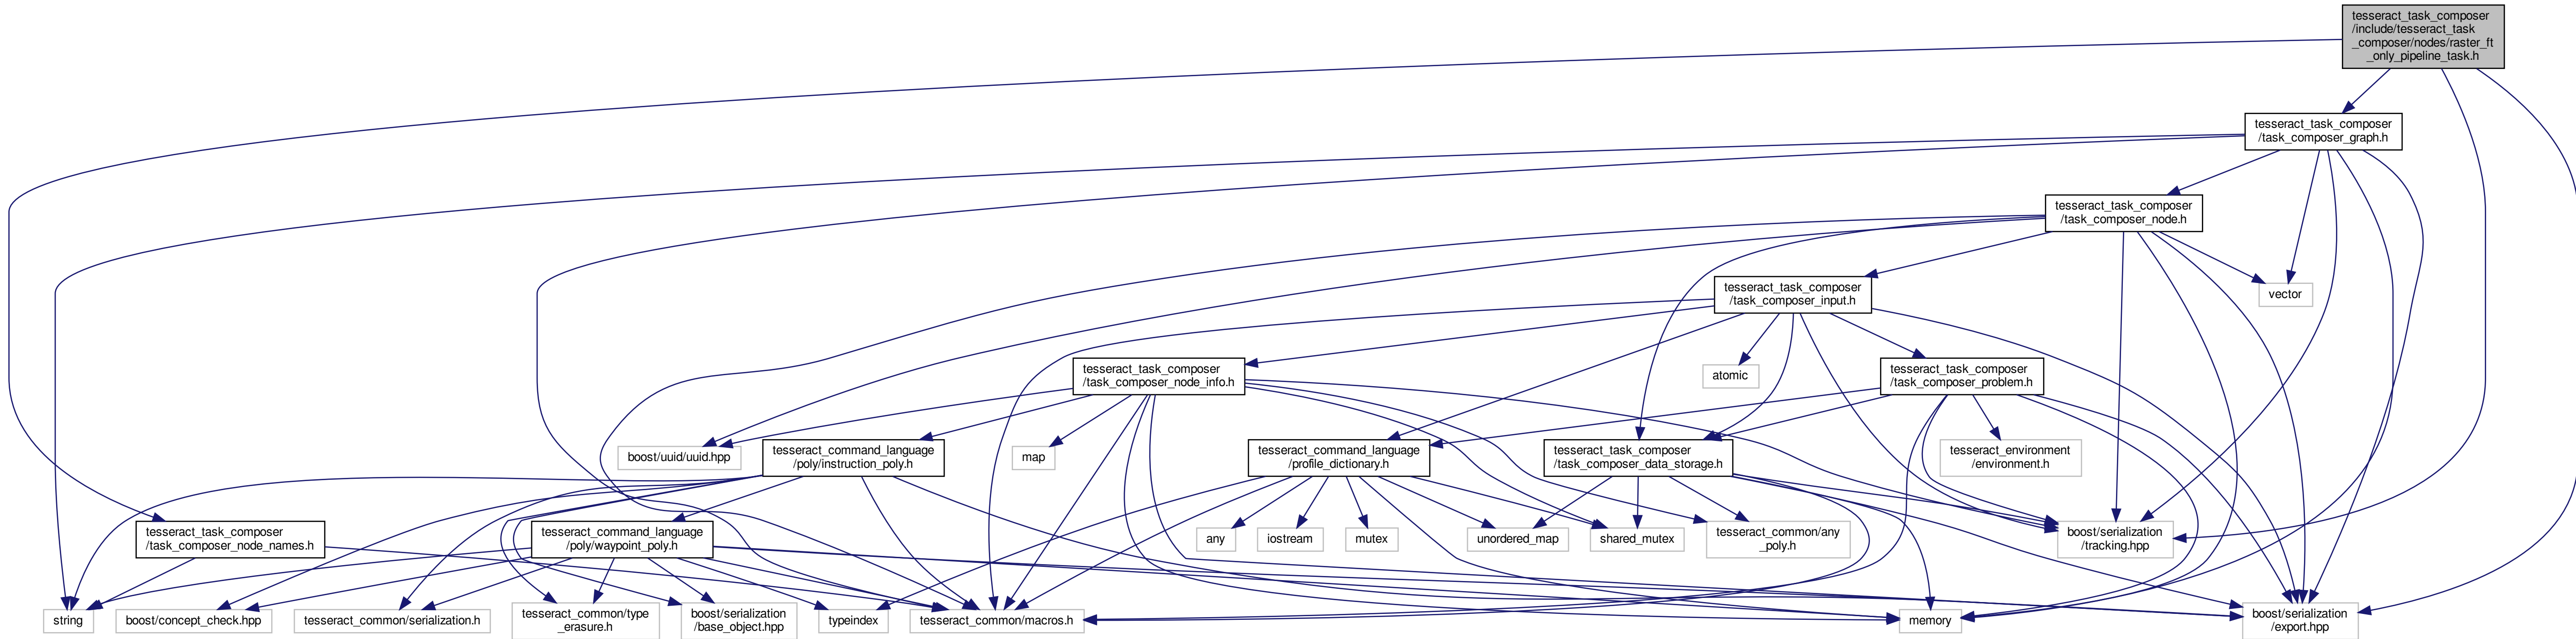 tesseract_task_composer
/include/tesseract_task
_composer/nodes/raster_ft
_only_pipeline_task.h
tesseract_task_composer
/task_composer_graph.h
tesseract_task_composer
/task_composer_node.h
tesseract_task_composer
/task_composer_input.h
vector
tesseract_task_composer
/task_composer_node_info.h
atomic
tesseract_task_composer
/task_composer_problem.h
boost/uuid/uuid.hpp
tesseract_command_language
/poly/instruction_poly.h
map
tesseract_command_language
/profile_dictionary.h
tesseract_task_composer
/task_composer_data_storage.h
tesseract_environment
/environment.h
tesseract_task_composer
/task_composer_node_names.h
tesseract_command_language
/poly/waypoint_poly.h
any
iostream
mutex
unordered_map
shared_mutex
tesseract_common/any
_poly.h
boost/serialization
/tracking.hpp
string
boost/concept_check.hpp
tesseract_common/serialization.h
tesseract_common/type
_erasure.h
boost/serialization
/base_object.hpp
typeindex
tesseract_common/macros.h
memory
boost/serialization
/export.hpp